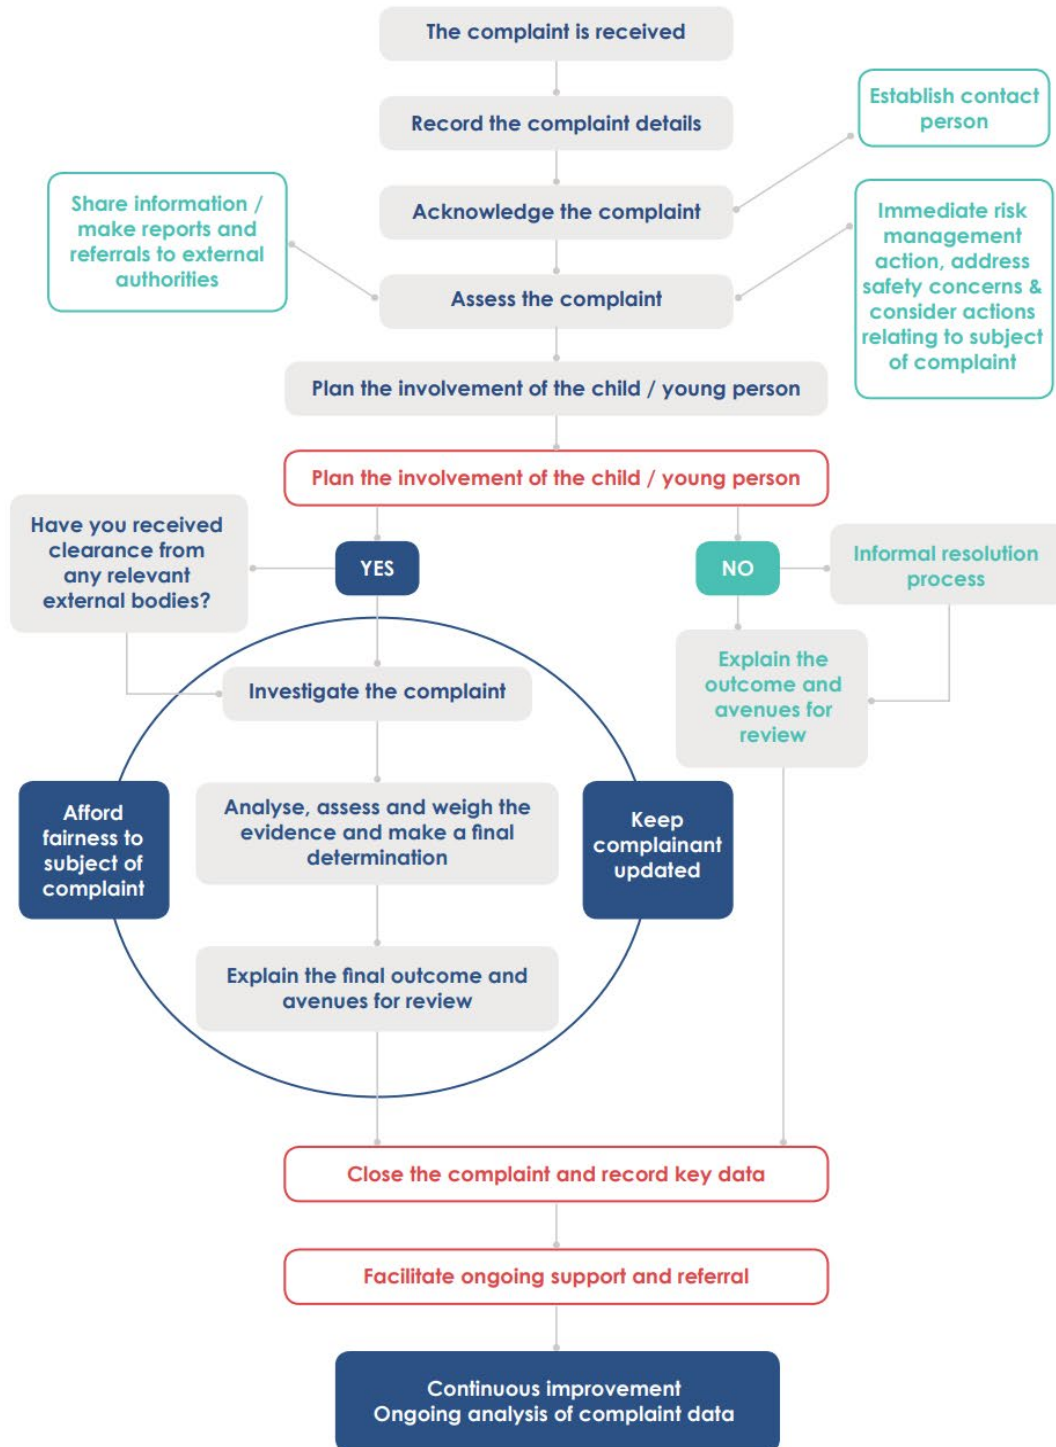 The complaint is received
Record the complaint details
Establish contact
person
Acknowledge the complaint
Share information /
make reports and
referrals to external
authorities
Immediate risk
management
action, address
safety concerns &
consider actions
relating to subject
of complaint
Assess the complaint
Plan the involvement of the child / young person
Plan the involvement of the child / young person
Have you received
clearance from
any relevant
external bodies?
YES
NO
Informal resolution
process
Investigate the complaint
Explain the
outcome and
avenues for
review
Afford
fairness to
subject of
complaint
Analyse, assess and weigh the
evidence and make a final
determination
Keep
complainant
updated
Explain the final outcome and
avenues for review
Close the complaint and record key data
Facilitate ongoing support and referral
Continuous improvement
Ongoing analysis of complaint data